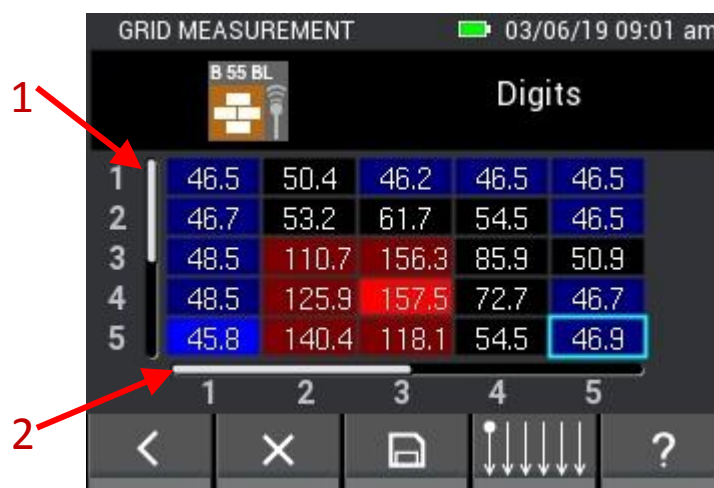 GRID MEASUREMENT 03/06/19 09:01 am
B 55 BL
Digits
1
1 46.5 50.4 46.2 46.5 46.5
2 46.7 53.2 61.7 54.5 46.5
3 48.5 110.7 156.3 85.9 50.9
4 48.5 125.9 157.5 72.7 46.7
5 45.8 140.4 118.1 54.5 46.9
1 2 3 4 5
2
?